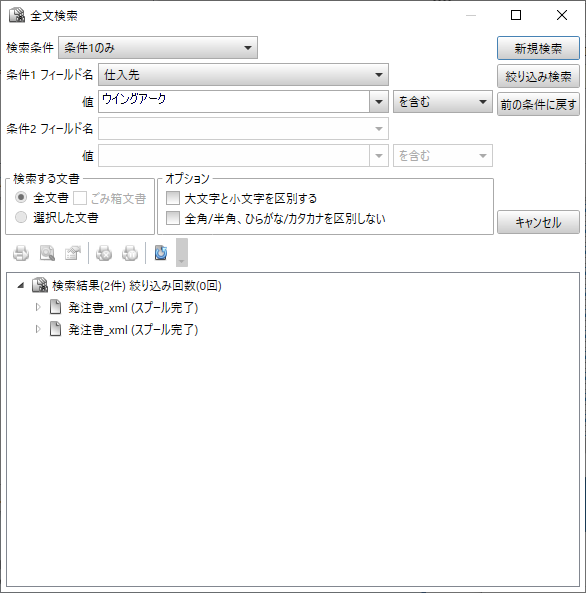 全文検索
検索条件 条件1のみ 新規検索
条件1 フィールド名 仕入先 絞り込み検索
値 ウイングアーク を含む 前の条件に戻す
条件2 フィールド名
値 を含む
検索する文書 オプション
全文書 ごみ箱文書 大文字と小文字を区別する
選択した文書 全角/半角、ひらがな/カタカナを区別しない キャンセル
検索結果(2件) 絞り込み回数(0回)
発注書_xml (スプール完了)
発注書_xml (スプール完了)